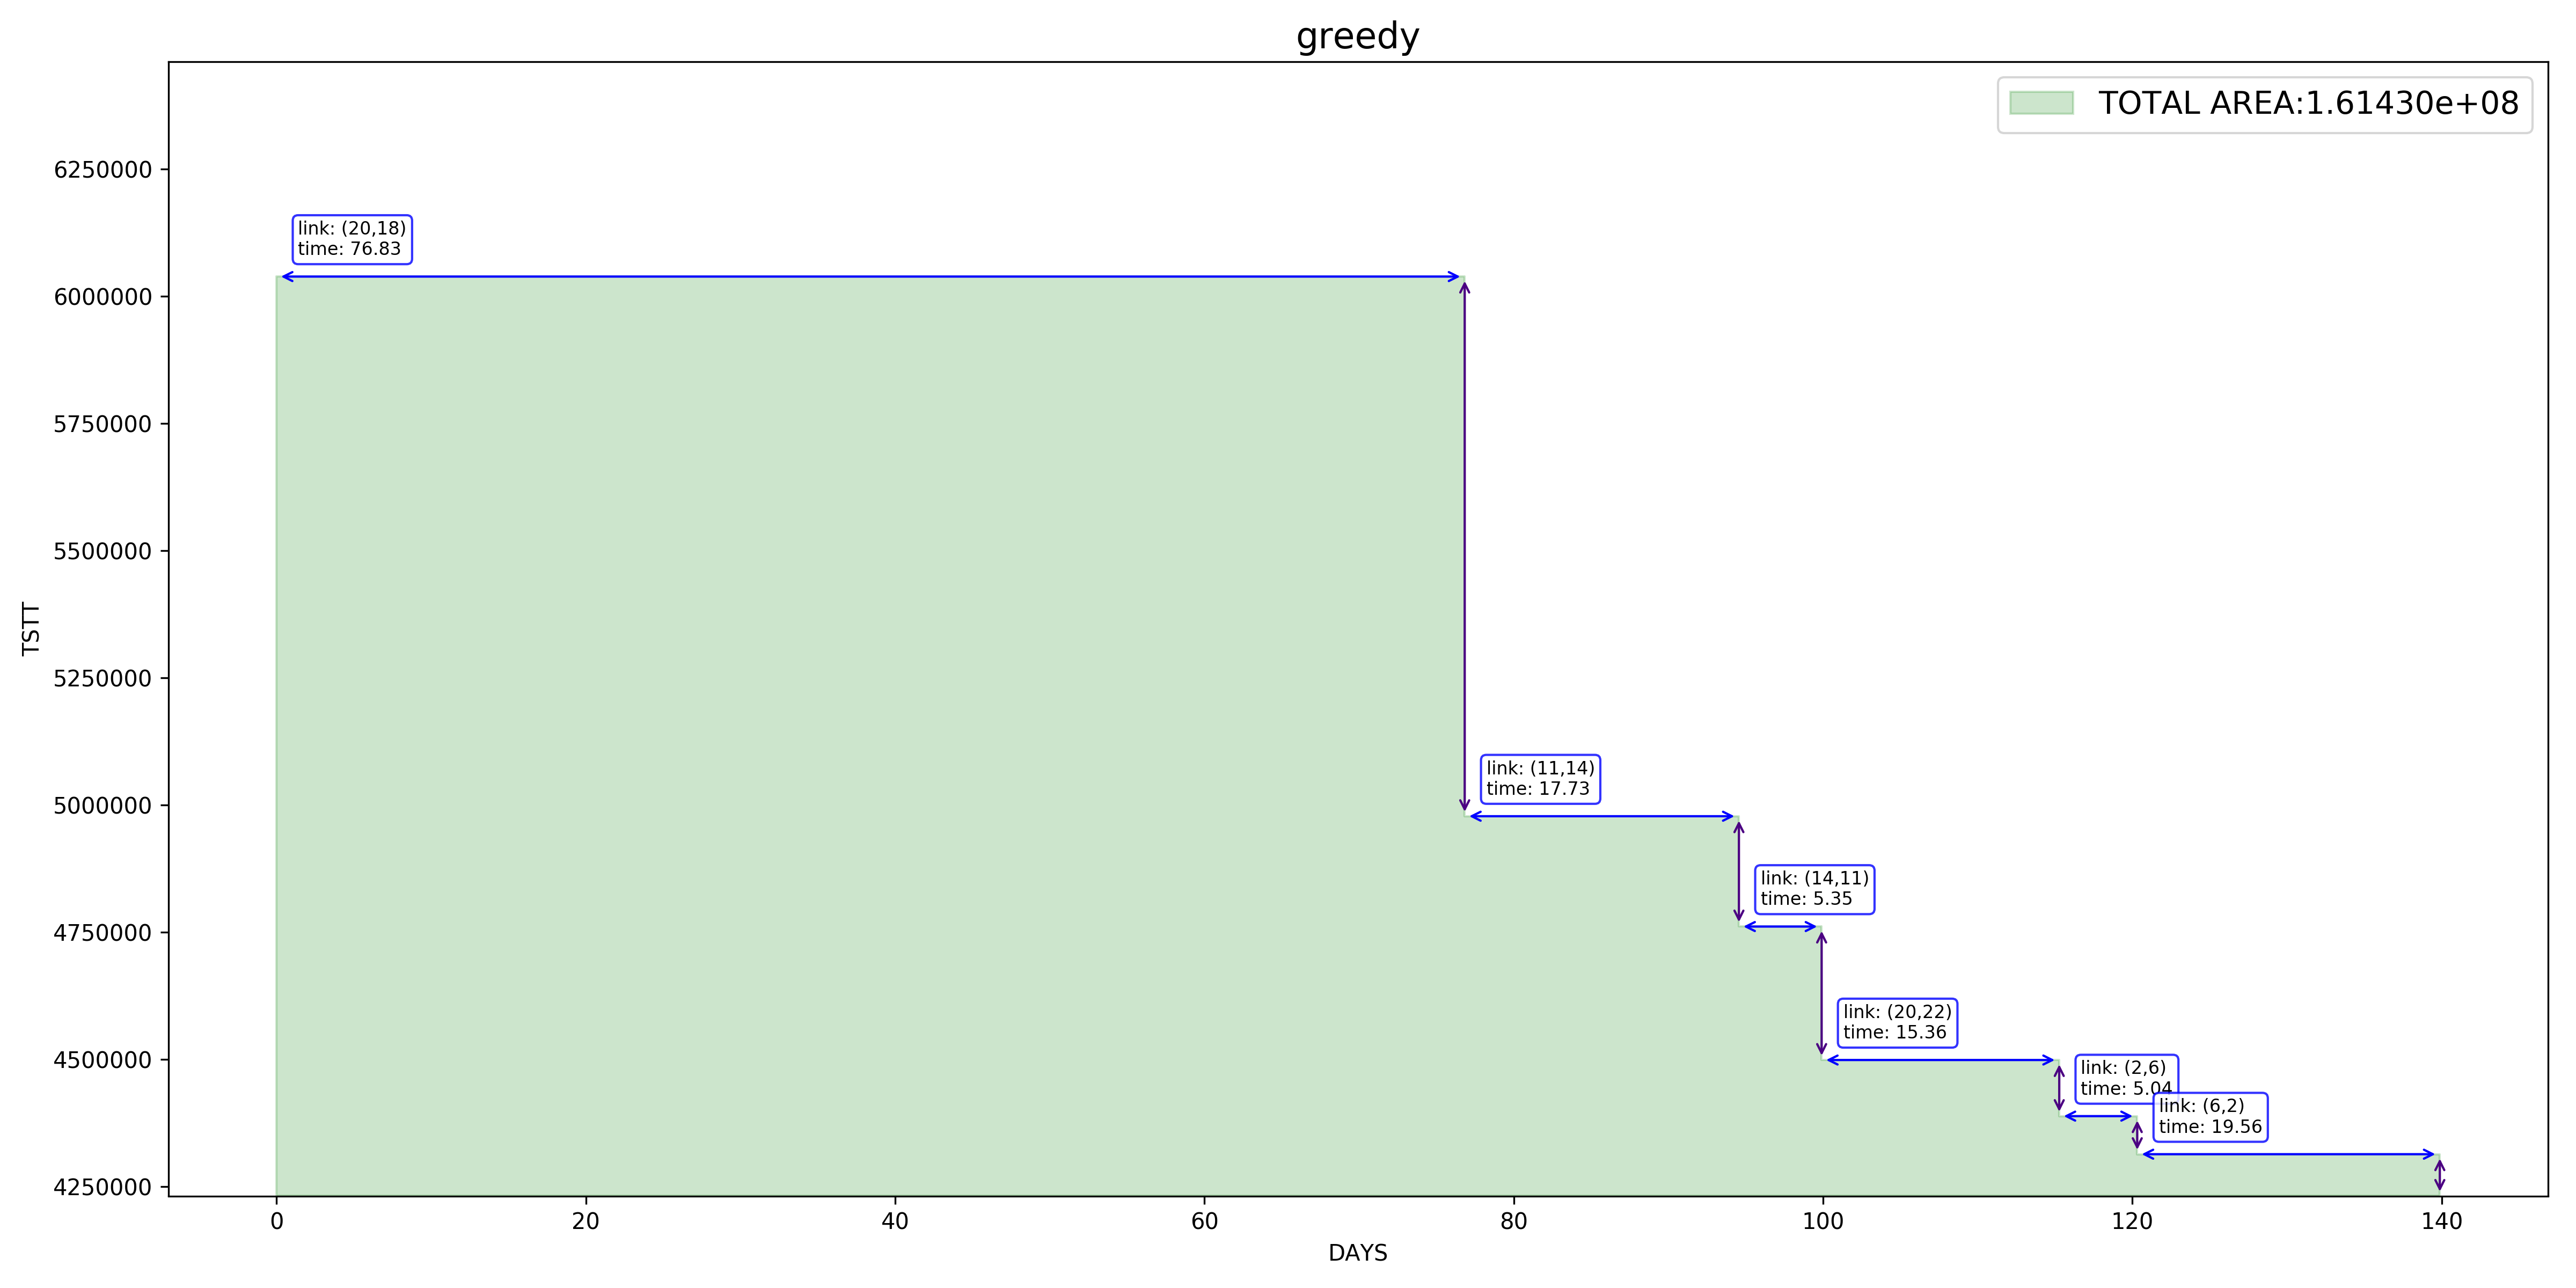 greedy
TOTAL AREA:1.61430e+08
TSTT
6250000
6000000
5750000
5500000
5250000
5000000
4750000
4500000
4250000
link: (20,18)
time: 76.83
link: (11,14)
time: 17.73
link: (14,11)
time: 5.35
link: (20,22)
time: 15.36
link: (2,6)
time: 5.04
link: (6,2)
time: 19.56
0 20 40 60 80 100 120 140
DAYS